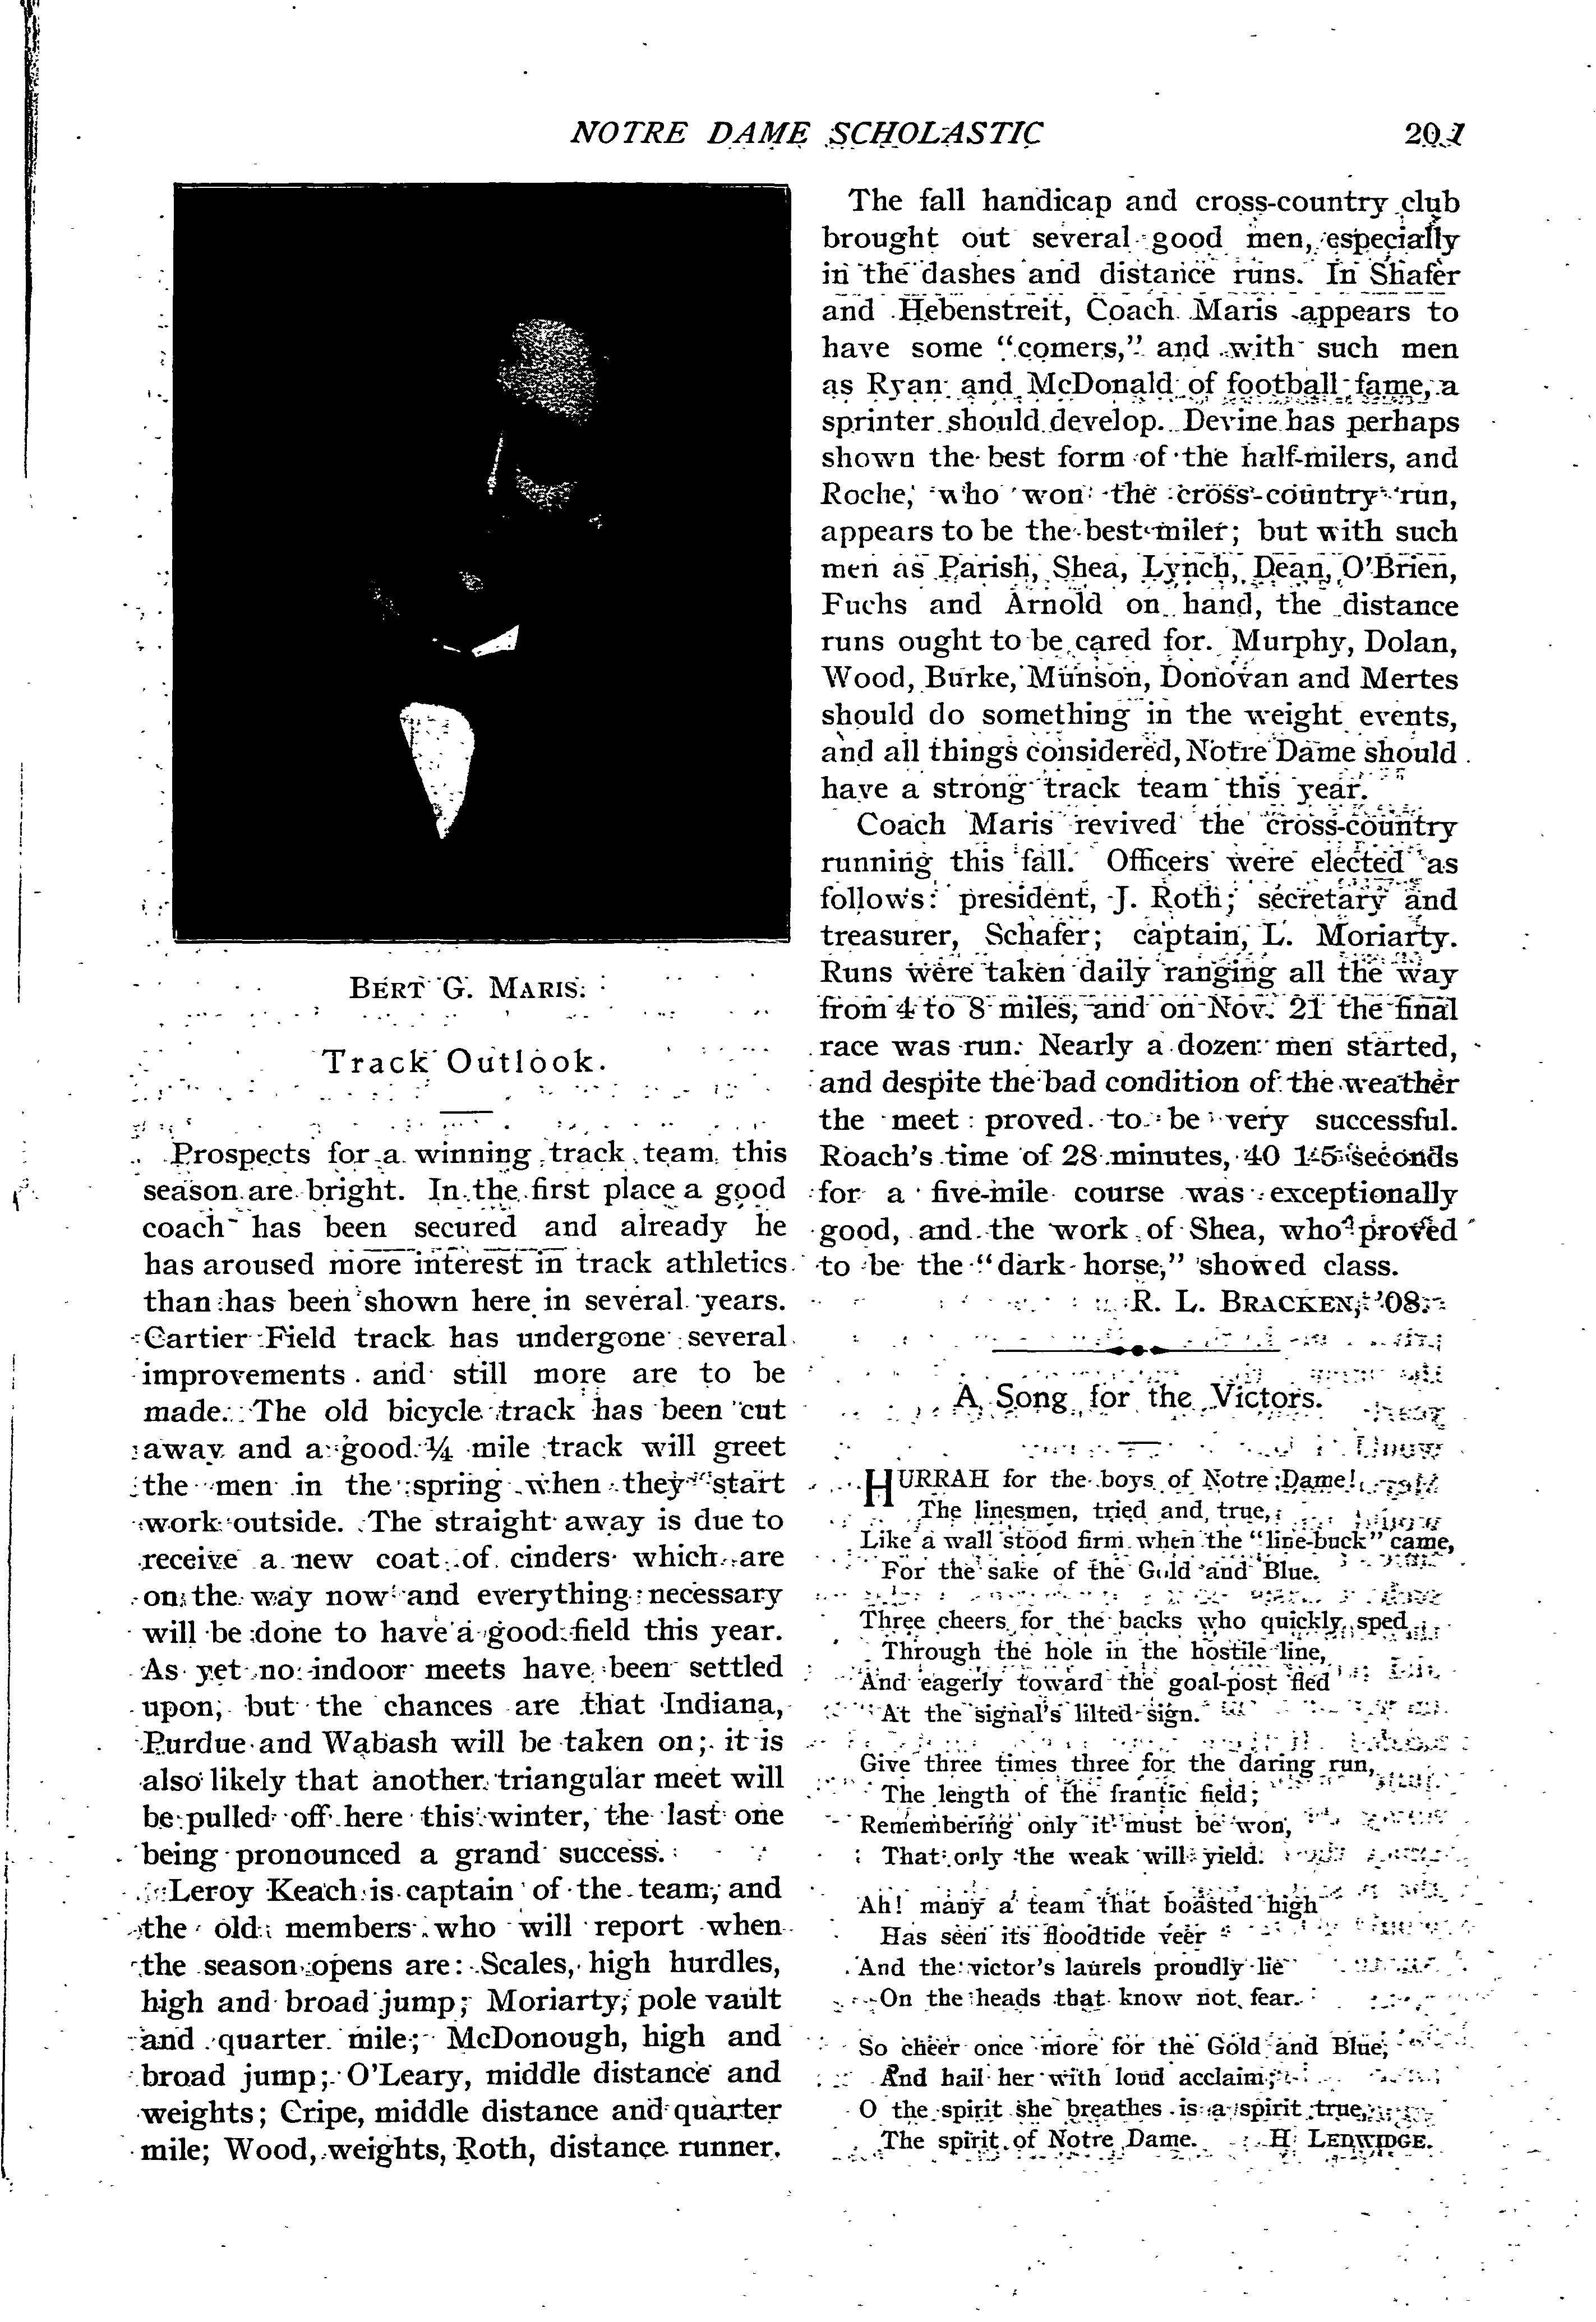 NOTRE DAME SCHOLASTIC 201
BERT G. MARIS.
Track Outlook.
Prospects for a winning track team this
season are bright. In the first place a good
coach has been secured and already he
has aroused more interest in track athletics
than has been shown here in several years.
Cartier Field track has undergone several
improvements and still more are to be
made. The old bicycle track has been cut
away and a good ¼ mile track will greet
the men in the spring when they start
work outside. The straight away is due to
receive a new coat of cinders which are
on the way now and everything necessary
will be done to have a good field this year.
As yet no indoor meets have been settled
upon, but the chances are that Indiana,
Purdue and Wabash will be taken on; it is
also likely that another triangular meet will
be pulled off here this winter, the last one
being pronounced a grand success.
Leroy Keach is captain of the team, and
the old members who will report when
the season opens are: Scales, high hurdles,
high and broad jump; Moriarty, pole vault
and quarter mile; McDonough, high and
broad jump; O'Leary, middle distance and
weights; Cripe, middle distance and quarter
mile; Wood, weights, Roth, distance runner.
The fall handicap and cross-country club
brought out several good men, especially
in the dashes and distance runs. In Shafer
and Hebenstreit, Coach Maris appears to
have some "comers," and with such men
as Ryan and McDonald of football fame, a
sprinter should develop. Devine has perhaps
shown the best form of the half-milers, and
Roche, who won the cross-country run,
appears to be the best miler; but with such
men as Parish, Shea, Lynch, Dean, O'Brien,
Fuchs and Arnold on hand, the distance
runs ought to be cared for. Murphy, Dolan,
Wood, Burke, Munson, Donovan and Mertes
should do something in the weight events,
and all things considered, Notre Dame should
have a strong track team this year.
Coach Maris revived the cross-country
running this fall. Officers were elected as
follows: president, J. Roth; secretary and
treasurer, Schafer; captain, L. Moriarty.
Runs were taken daily ranging all the way
from 4 to 8 miles, and on Nov. 21 the final
race was run. Nearly a dozen men started,
and despite the bad condition of the weather
the meet proved to be very successful.
Roach's time of 28 minutes, 40 1-5 seconds
for a five-mile course was exceptionally
good, and the work of Shea, who proved
to be the "dark horse," showed class.
R. L. BRACKEN, '08.
A Song for the Victors.
HURRAH for the boys of Notre Dame!
The linesmen, tried and true,
Like a wall stood firm when the "line-buck" came,
For the sake of the Gold and Blue.
Three cheers for the backs who quickly sped
Through the hole in the hostile line,
And eagerly toward the goal-post fled
At the signal's lilted sign.
Give three times three for the daring run,
The length of the frantic field;
Remembering only it must be won,
That only the weak will yield.
Ah! many a team that boasted high
Has seen its floodtide veer
And the victor's laurels proudly lie
On the heads that know not fear.
So cheer once more for the Gold and Blue,
And hail her with loud acclaim;
O the spirit she breathes is a spirit true,
The spirit of Notre Dame. H. LEDWIDGE.